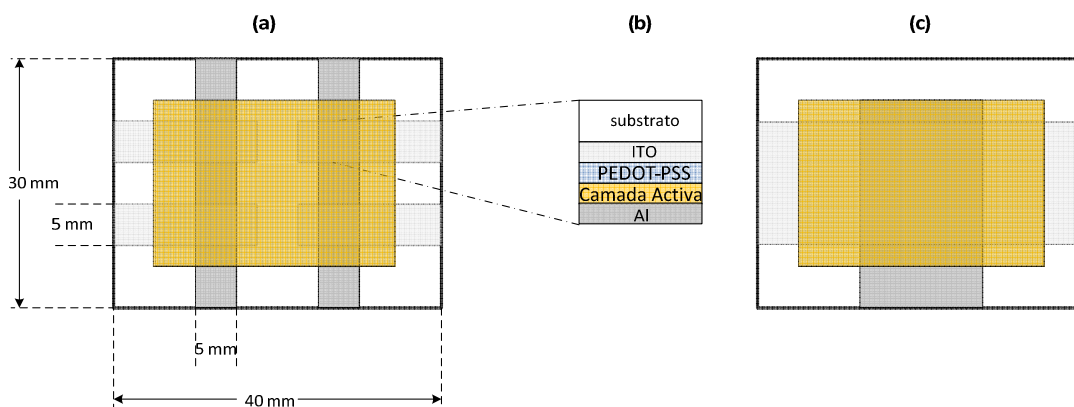 (a)
(b)
(c)
substrato
ITO
PEDOT-PSS
Camada Activa
Al
30 mm
5 mm
5 mm
40 mm